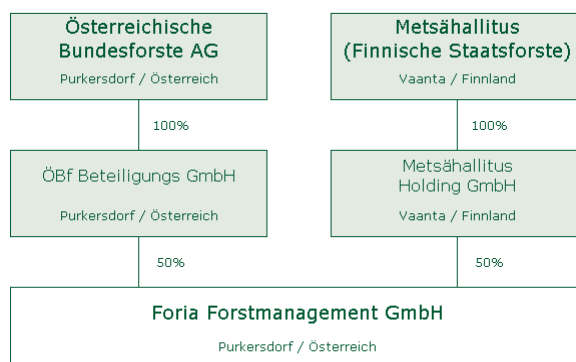 Österreichische
Bundesforste AG
Purkersdorf / Österreich
Metsähallitus
(Finnische Staatsforste)
Vaanta / Finnland
100%
100%
ÖBf Beteiligungs GmbH
Purkersdorf / Österreich
Metsähallitus
Holding GmbH
Vaanta / Finnland
50%
50%
Foria Forstmanagement GmbH
Purkersdorf / Österreich